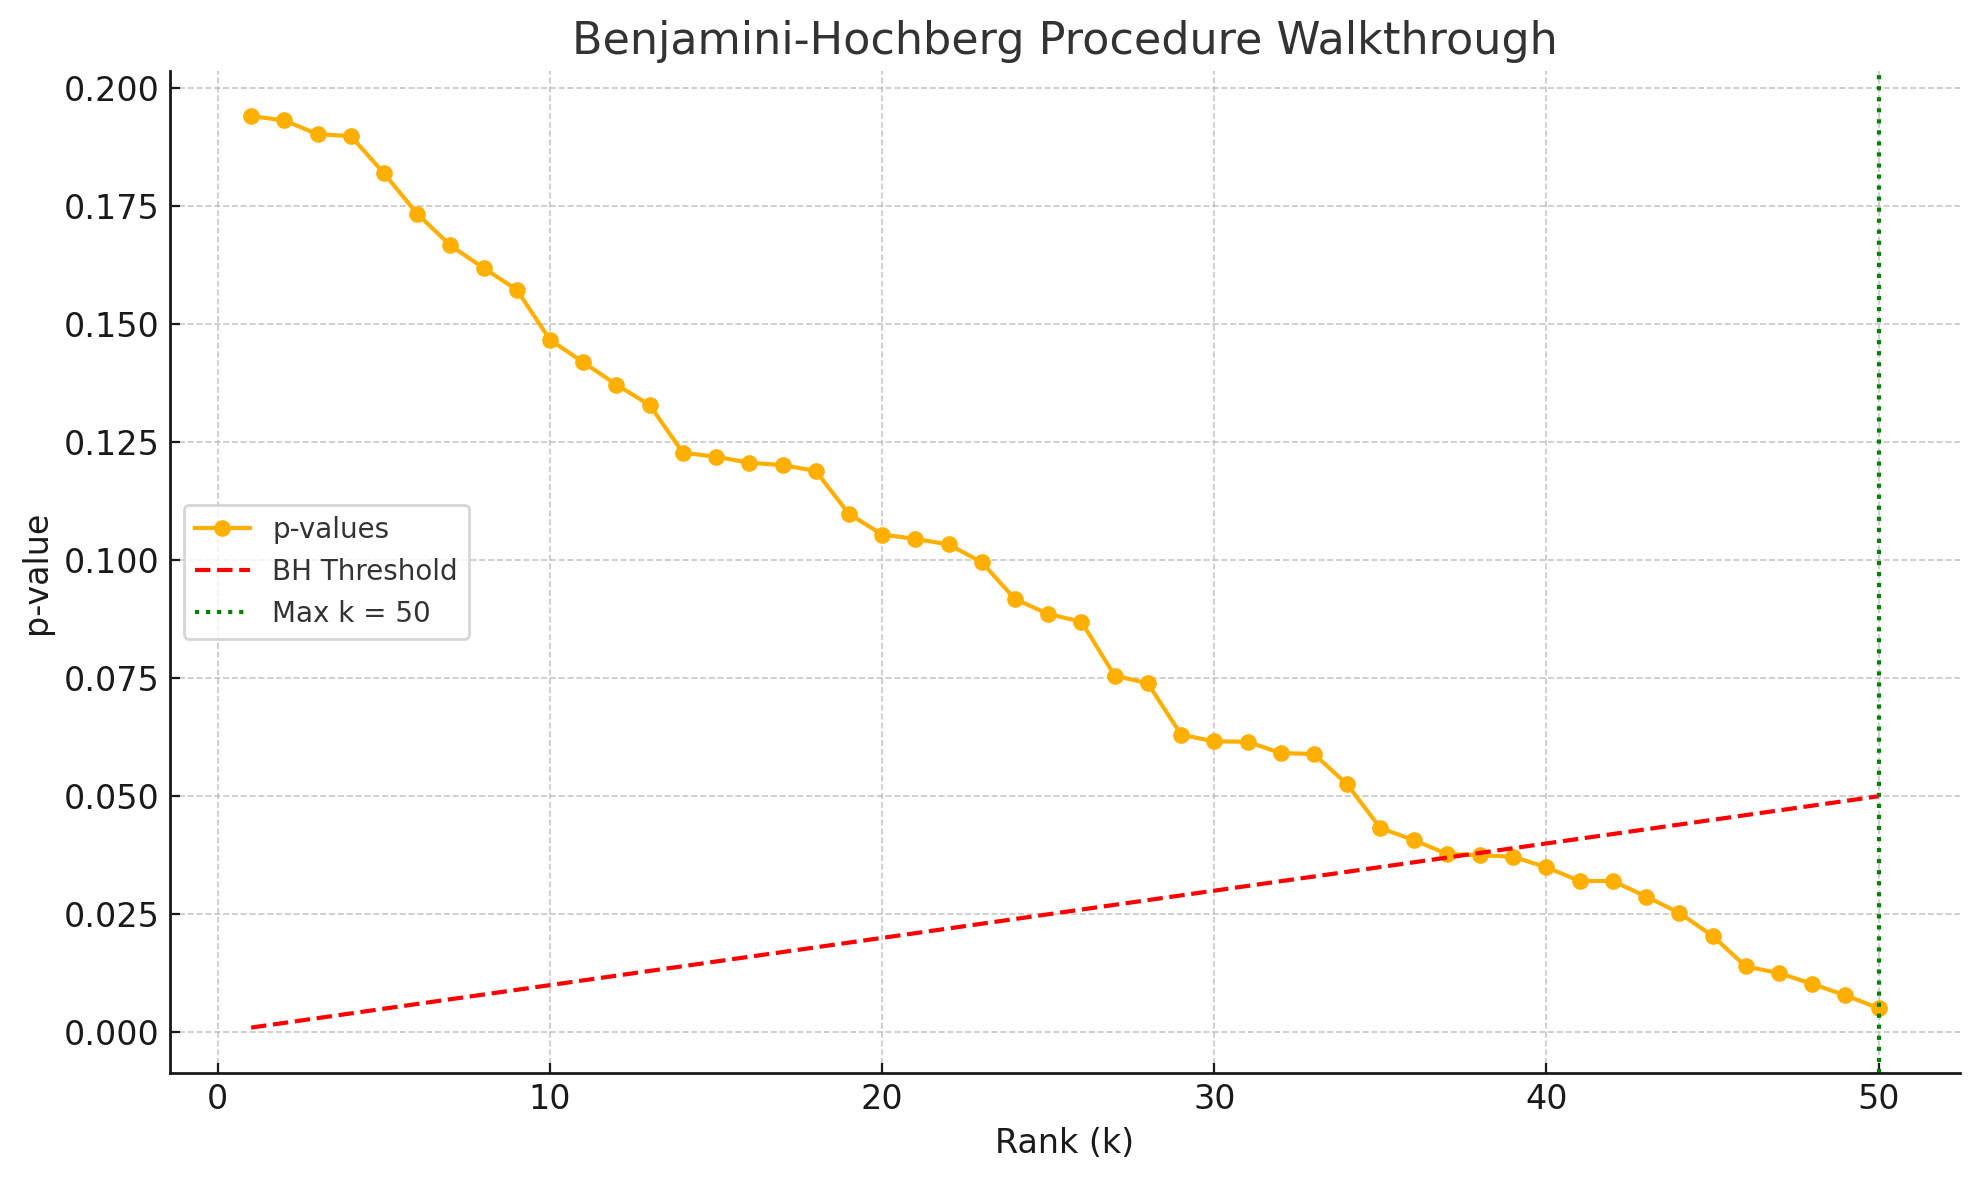 Benjamini-Hochberg Procedure Walkthrough
0.200
0.175
0.150
0.125
0.100
0.075
0.050
0.025
0.000
p-value
p-values
BH Threshold
Max k = 50
0 10 20 30 40 50
Rank (k)